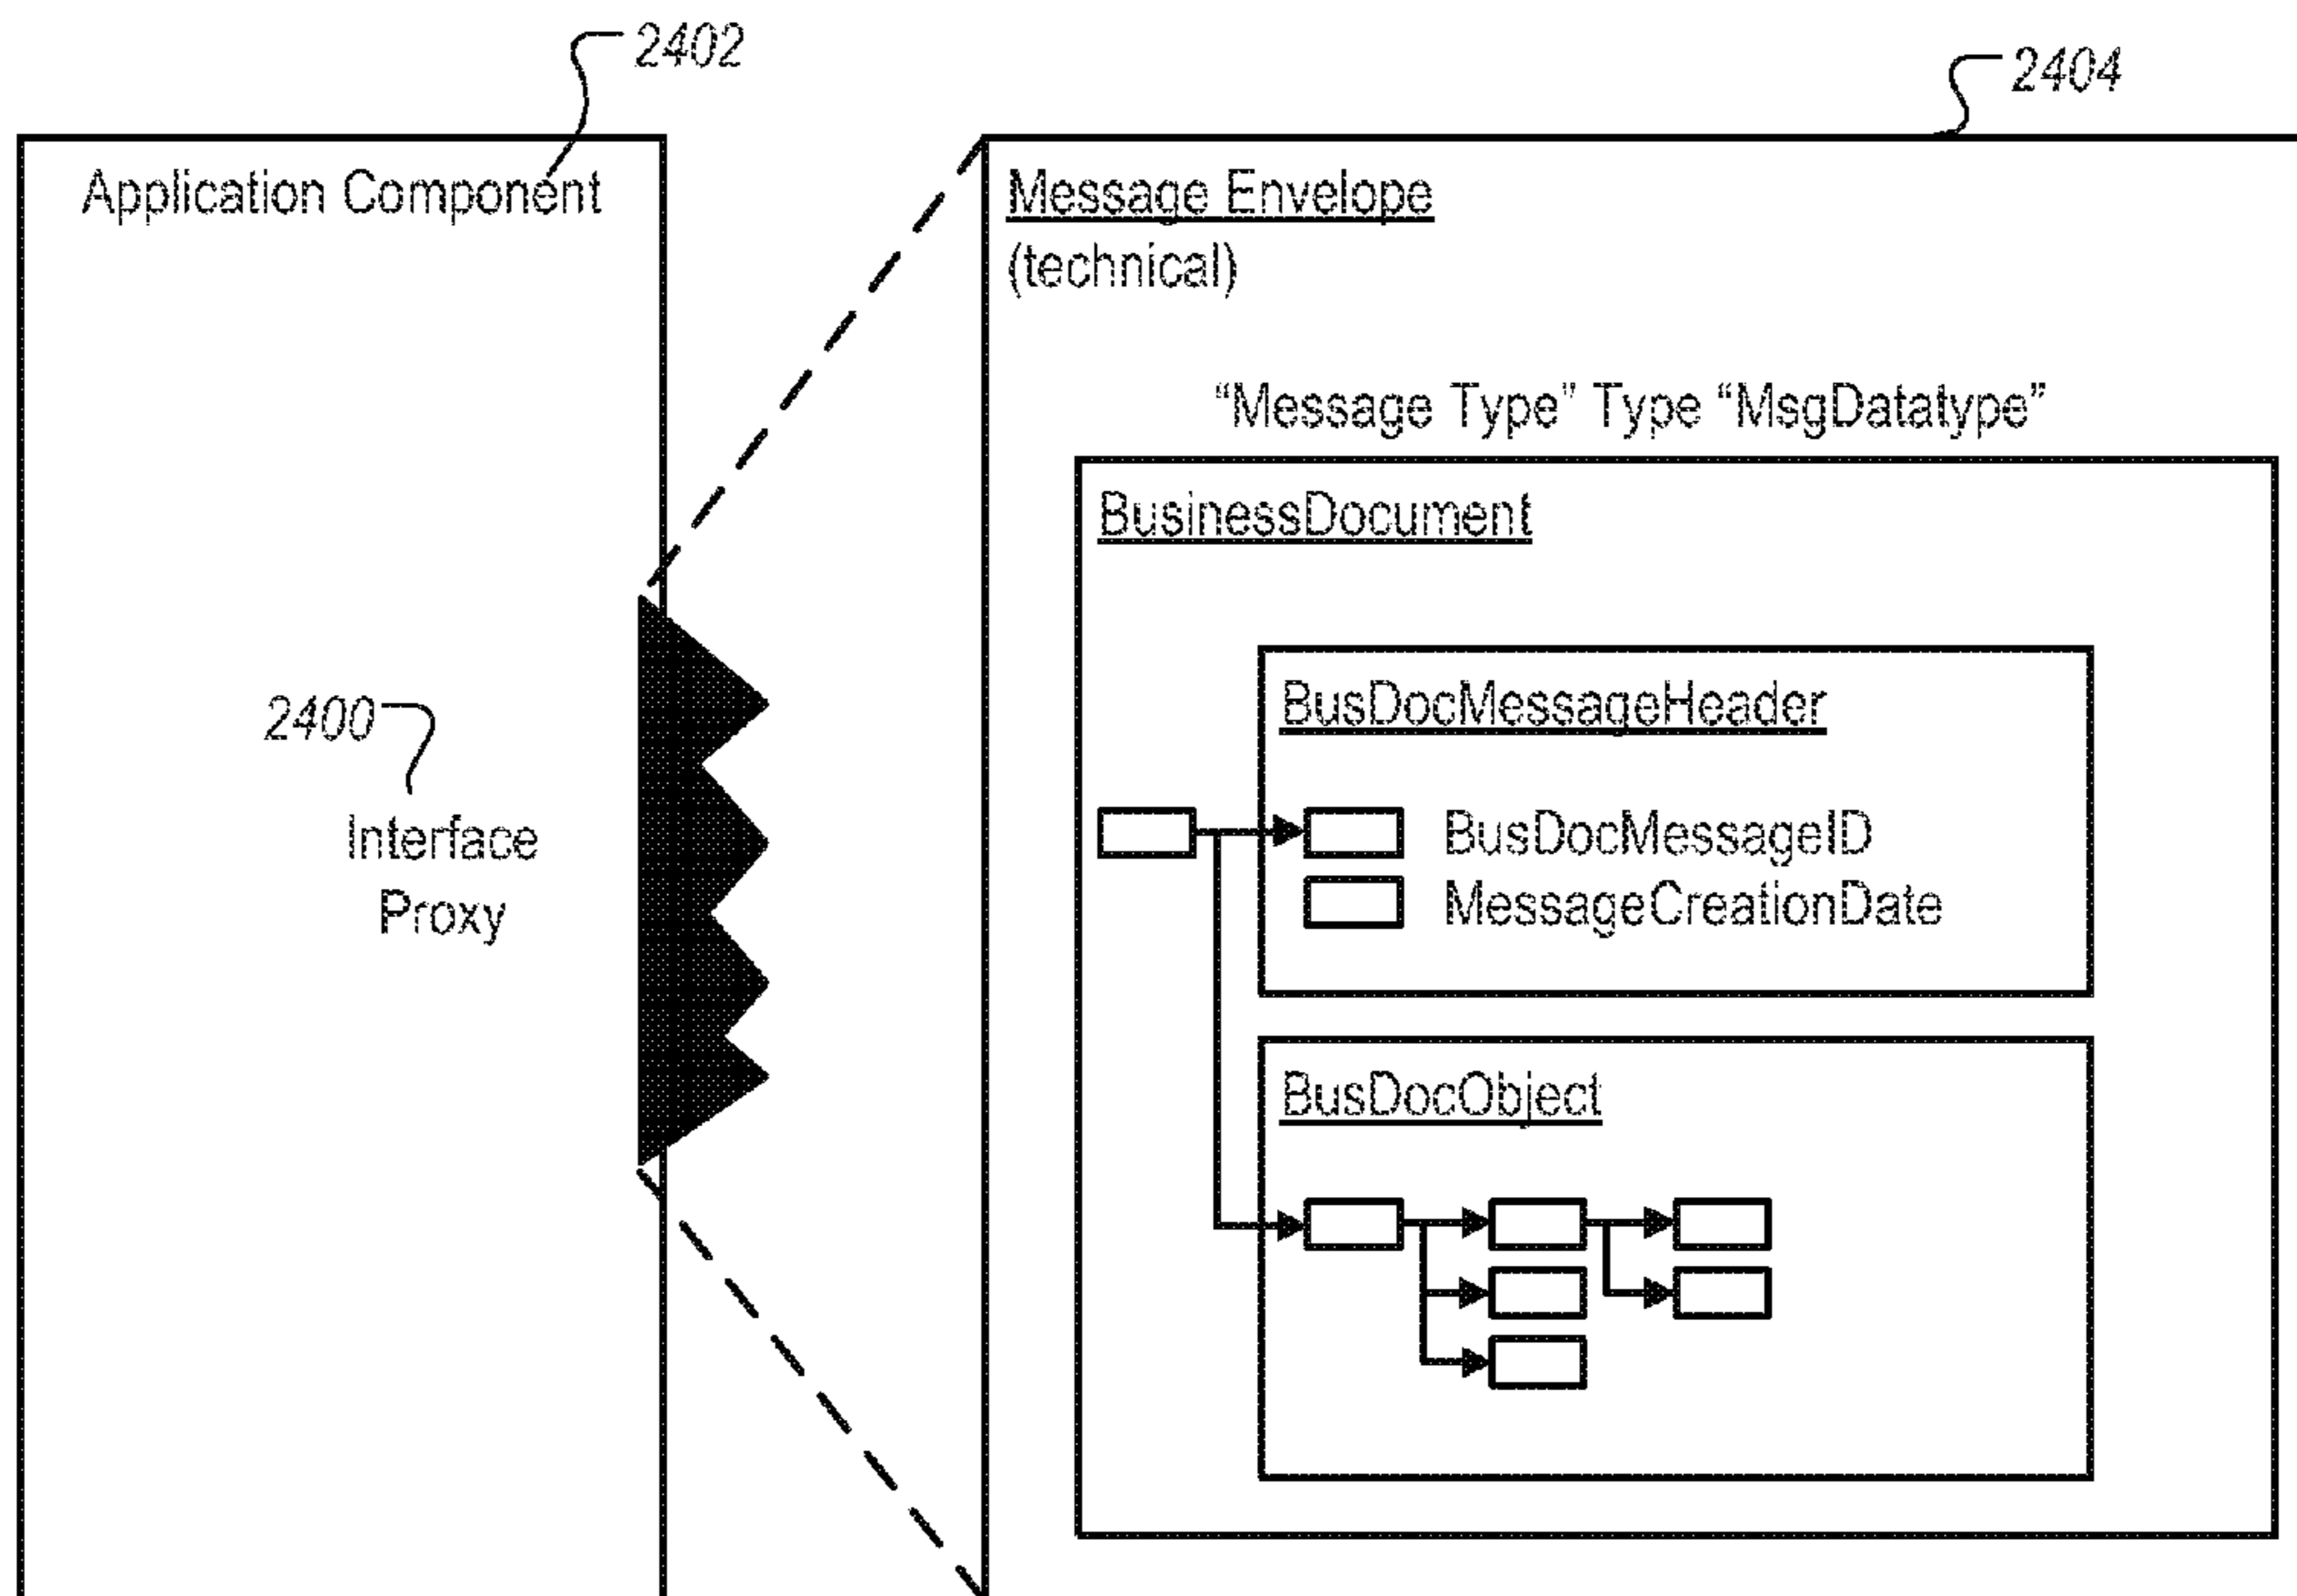 2402
2404
Application Component
Message Envelope
(technical)
“Message Type” Type “MsgDatatype”
BusinessDocument
BusDocMessageHeader
2400
Interface
Proxy
BusDocMessageID
MessageCreationDate
BusDocObject